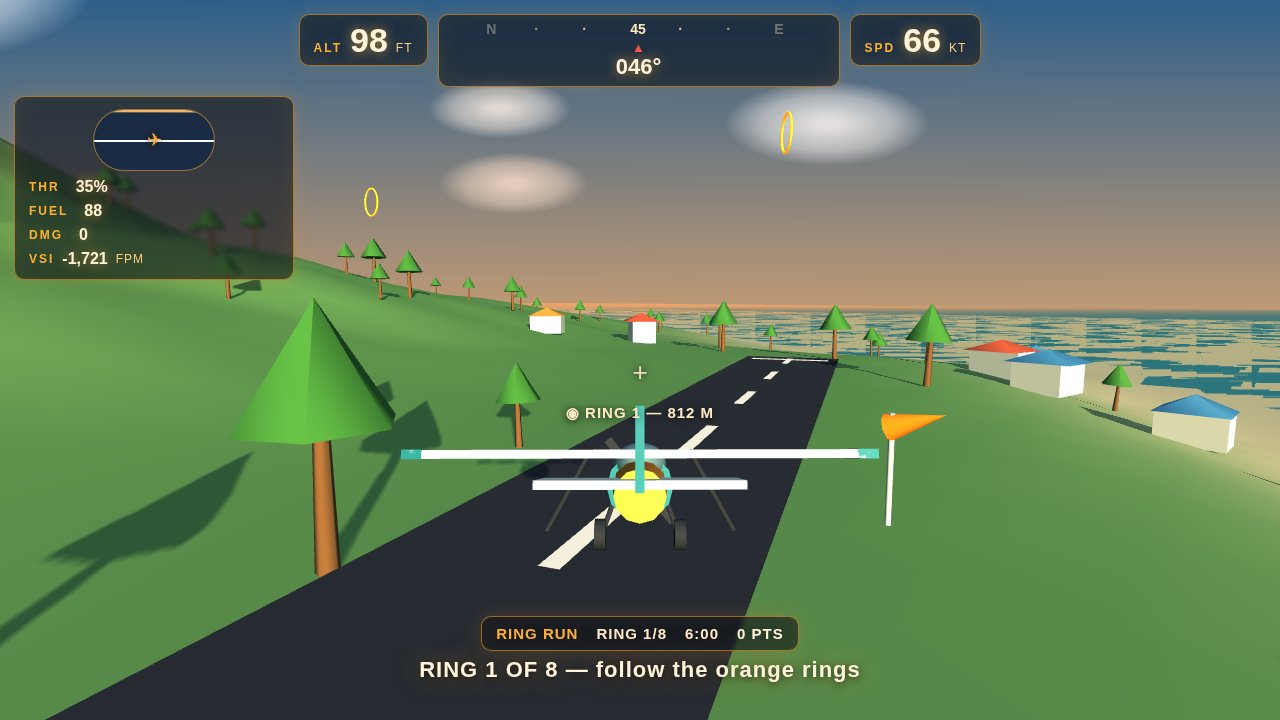 ALT 98 FT
N · · 45 · · E
▲
046°
SPD 66 KT
THR 35%
FUEL 88
DMG 0
VSI -1,721 FPM
+
◉ RING 1 — 812 M
RING RUN RING 1/8 6:00 0 PTS
RING 1 OF 8 — follow the orange rings